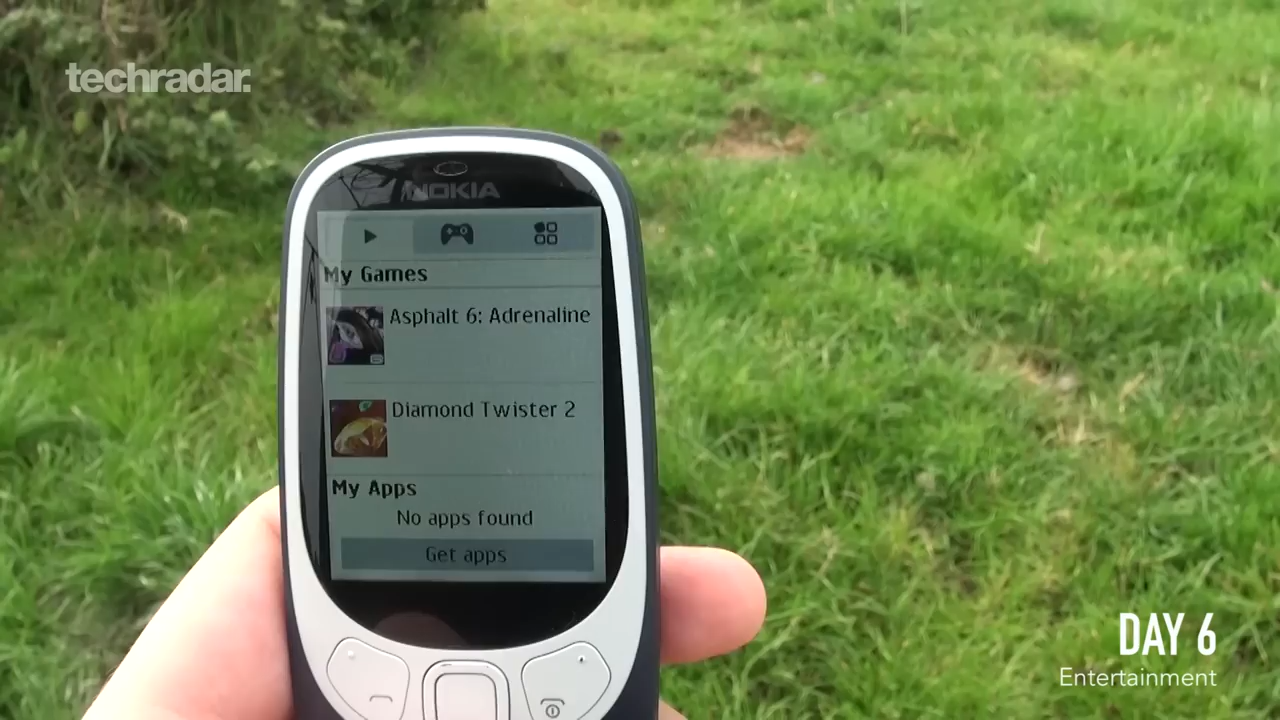 techradar.
NOKIA
My Games
Asphalt 6: Adrenaline
Diamond Twister 2
My Apps
No apps found
Get apps
DAY 6
Entertainment